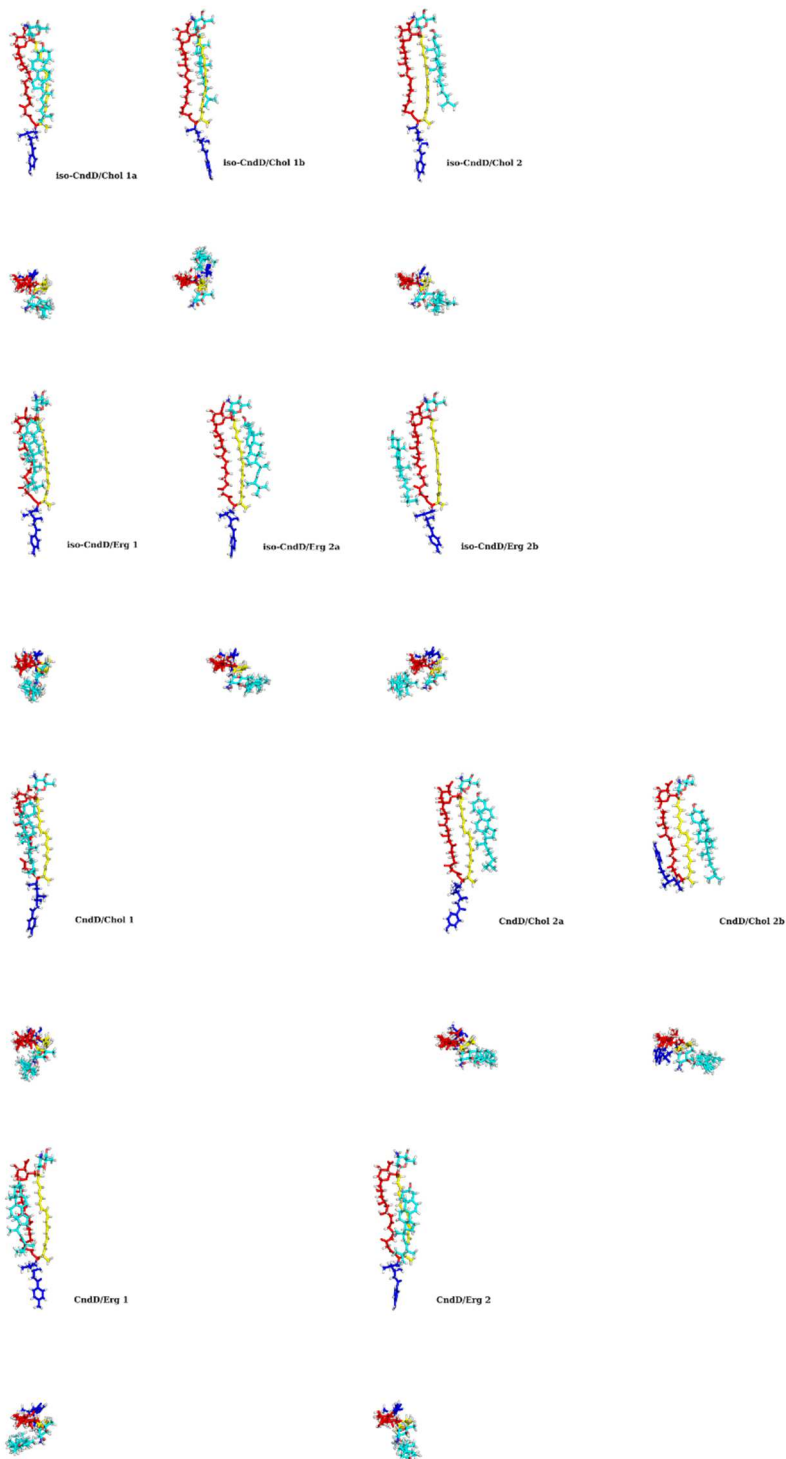 iso-CndD/Chol 1a
iso-CndD/Chol 1b
iso-CndD/Chol 2
iso-CndD/Erg 1
iso-CndD/Erg 2a
iso-CndD/Erg 2b
CndD/Chol 1
CndD/Chol 2a
CndD/Chol 2b
CndD/Erg 1
CndD/Erg 2